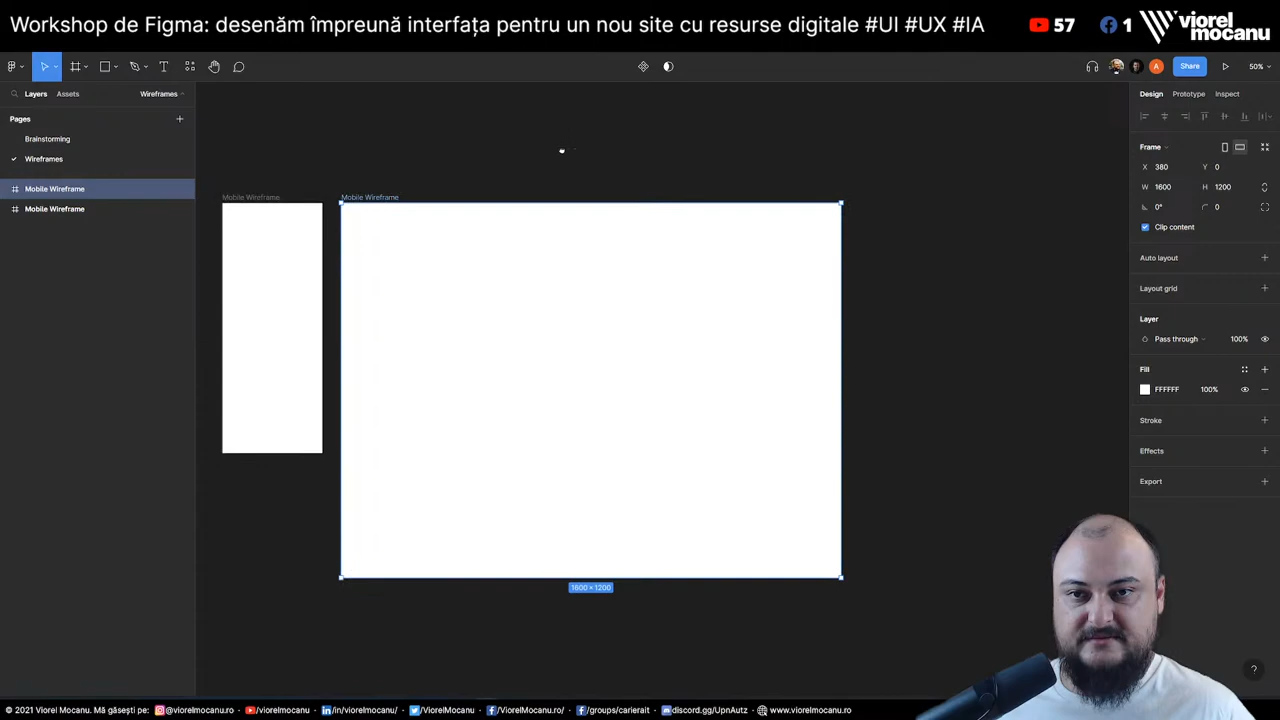 Workshop de Figma: desenăm împreună interfața pentru un nou site cu resurse digitale #UI #UX #IA
57
1
viorel
mocanu
A
Share
50%
Layers
Assets
Wireframes
Pages
Brainstorming
Wireframes
Mobile Wireframe
Mobile Wireframe
Mobile Wireframe
Mobile Wireframe
1600 × 1200
Design
Prototype
Inspect
Frame
X 380
Y 0
W 1600
H 1200
0°
0
Clip content
Auto layout
Layout grid
Layer
Pass through
100%
Fill
FFFFFF
100%
Stroke
Effects
Export
?
© 2021 Viorel Mocanu. Mă găsești pe:
@viorelmocanu.ro
/viorelmocanu
/in/viorelmocanu/
/ViorelMocanu
/ViorelMocanu.ro/
/groups/carierait
discord.gg/UpnAutz
www.viorelmocanu.ro